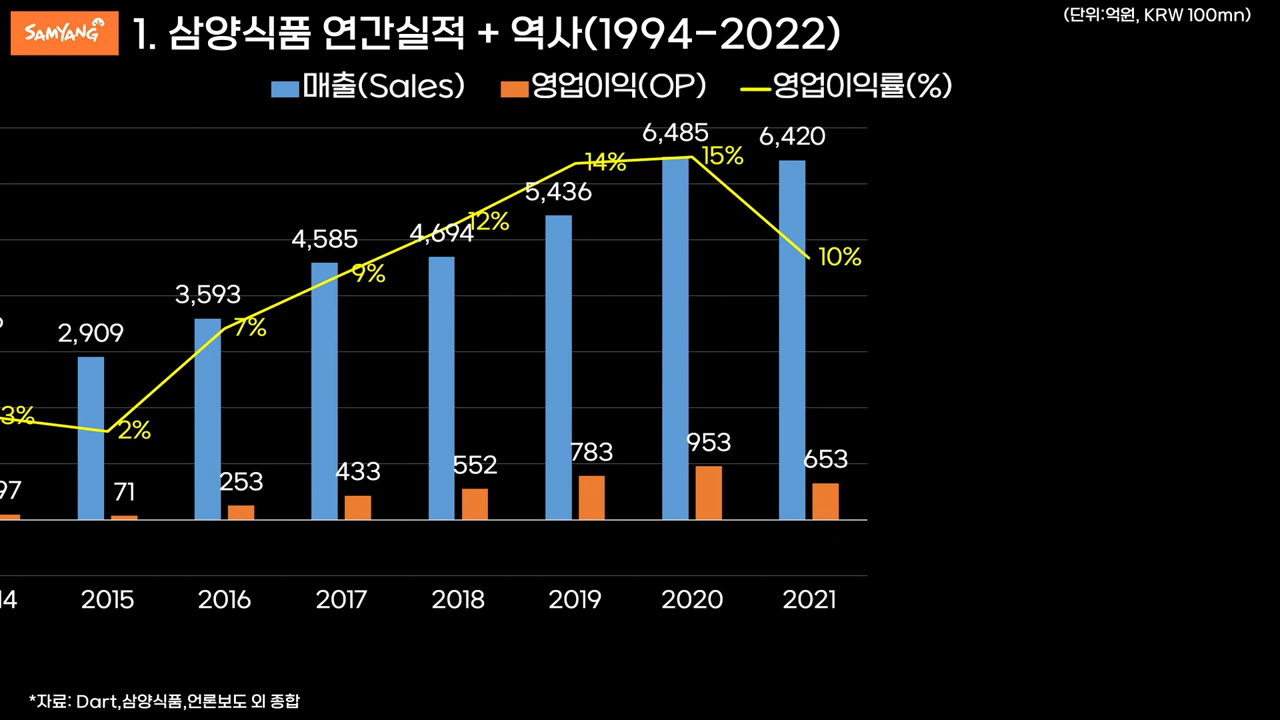 SAMYANG
1. 삼양식품 연간실적 + 역사(1994-2022)
(단위:억원, KRW 100mn)
매출(Sales) 영업이익(OP) 영업이익률(%)
6,485 6,420
14% 15%
5,436
4,694 12%
4,585
10%
9%
3,593
7%
2,909
3% 2%
953
783 653
552
433
253
97 71
14 2015 2016 2017 2018 2019 2020 2021
*자료: Dart,삼양식품,언론보도 외 종합